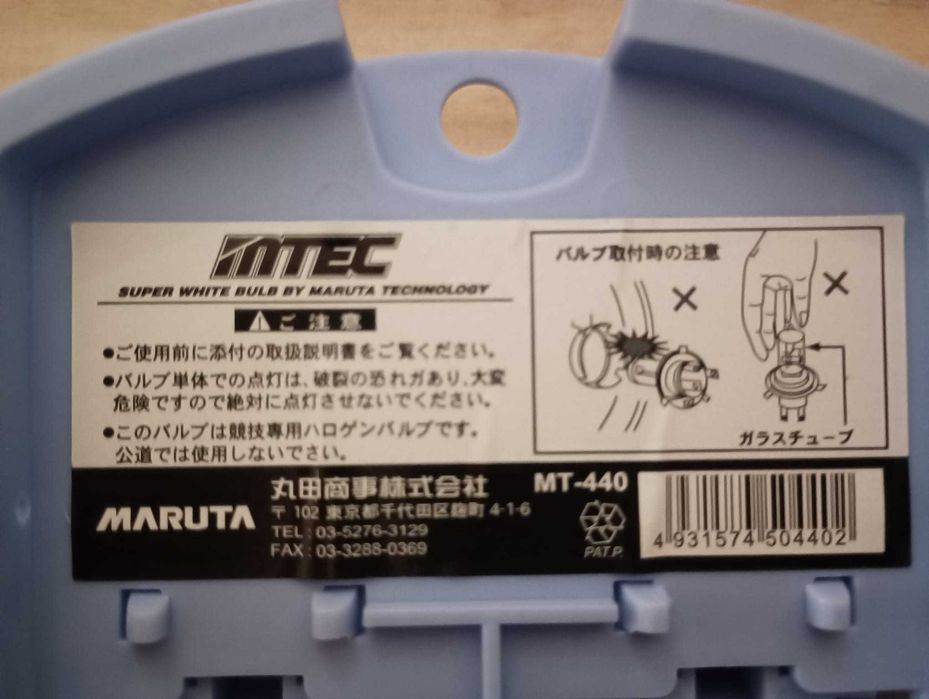 MTEC
SUPER WHITE BULB BY MARUTA TECHNOLOGY
ご注意
●ご使用前に添付の取扱説明書をご覧ください。
●バルブ単体での点灯は、破裂の恐れがあり、大変
危険ですので絶対に点灯させないでください。
●このバルブは競技専用ハロゲンバルブです。
公道では使用しないでさい。
バルブ取付時の注意
ガラスチューブ
MARUTA
丸田商事株式会社
〒102 東京都千代田区麹町 4-1-6
TEL : 03-5276-3129
FAX : 03-3288-0369
MT-440
PAT.P.
4 931574 504402